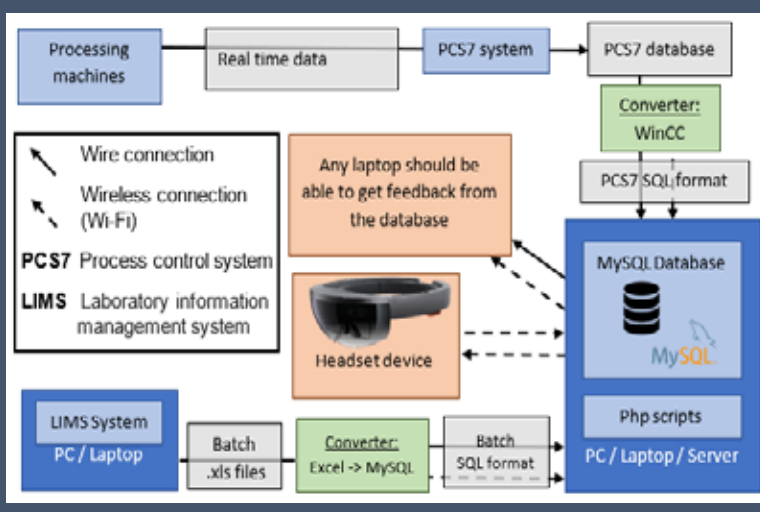 Processing
machines
Real time data
PCS7 system
PCS7 database
Converter:
WinCC
PCS7 SQL format
Wire connection
Wireless connection
(Wi-Fi)
PCS7 Process control system
LIMS Laboratory information
management system
Any laptop should be
able to get feedback from
the database
Headset device
MySQL Database
MySQL
Php scripts
PC / Laptop / Server
LIMS System
PC / Laptop
Batch
.xls files
Converter:
Excel -> MySQL
Batch
SQL format